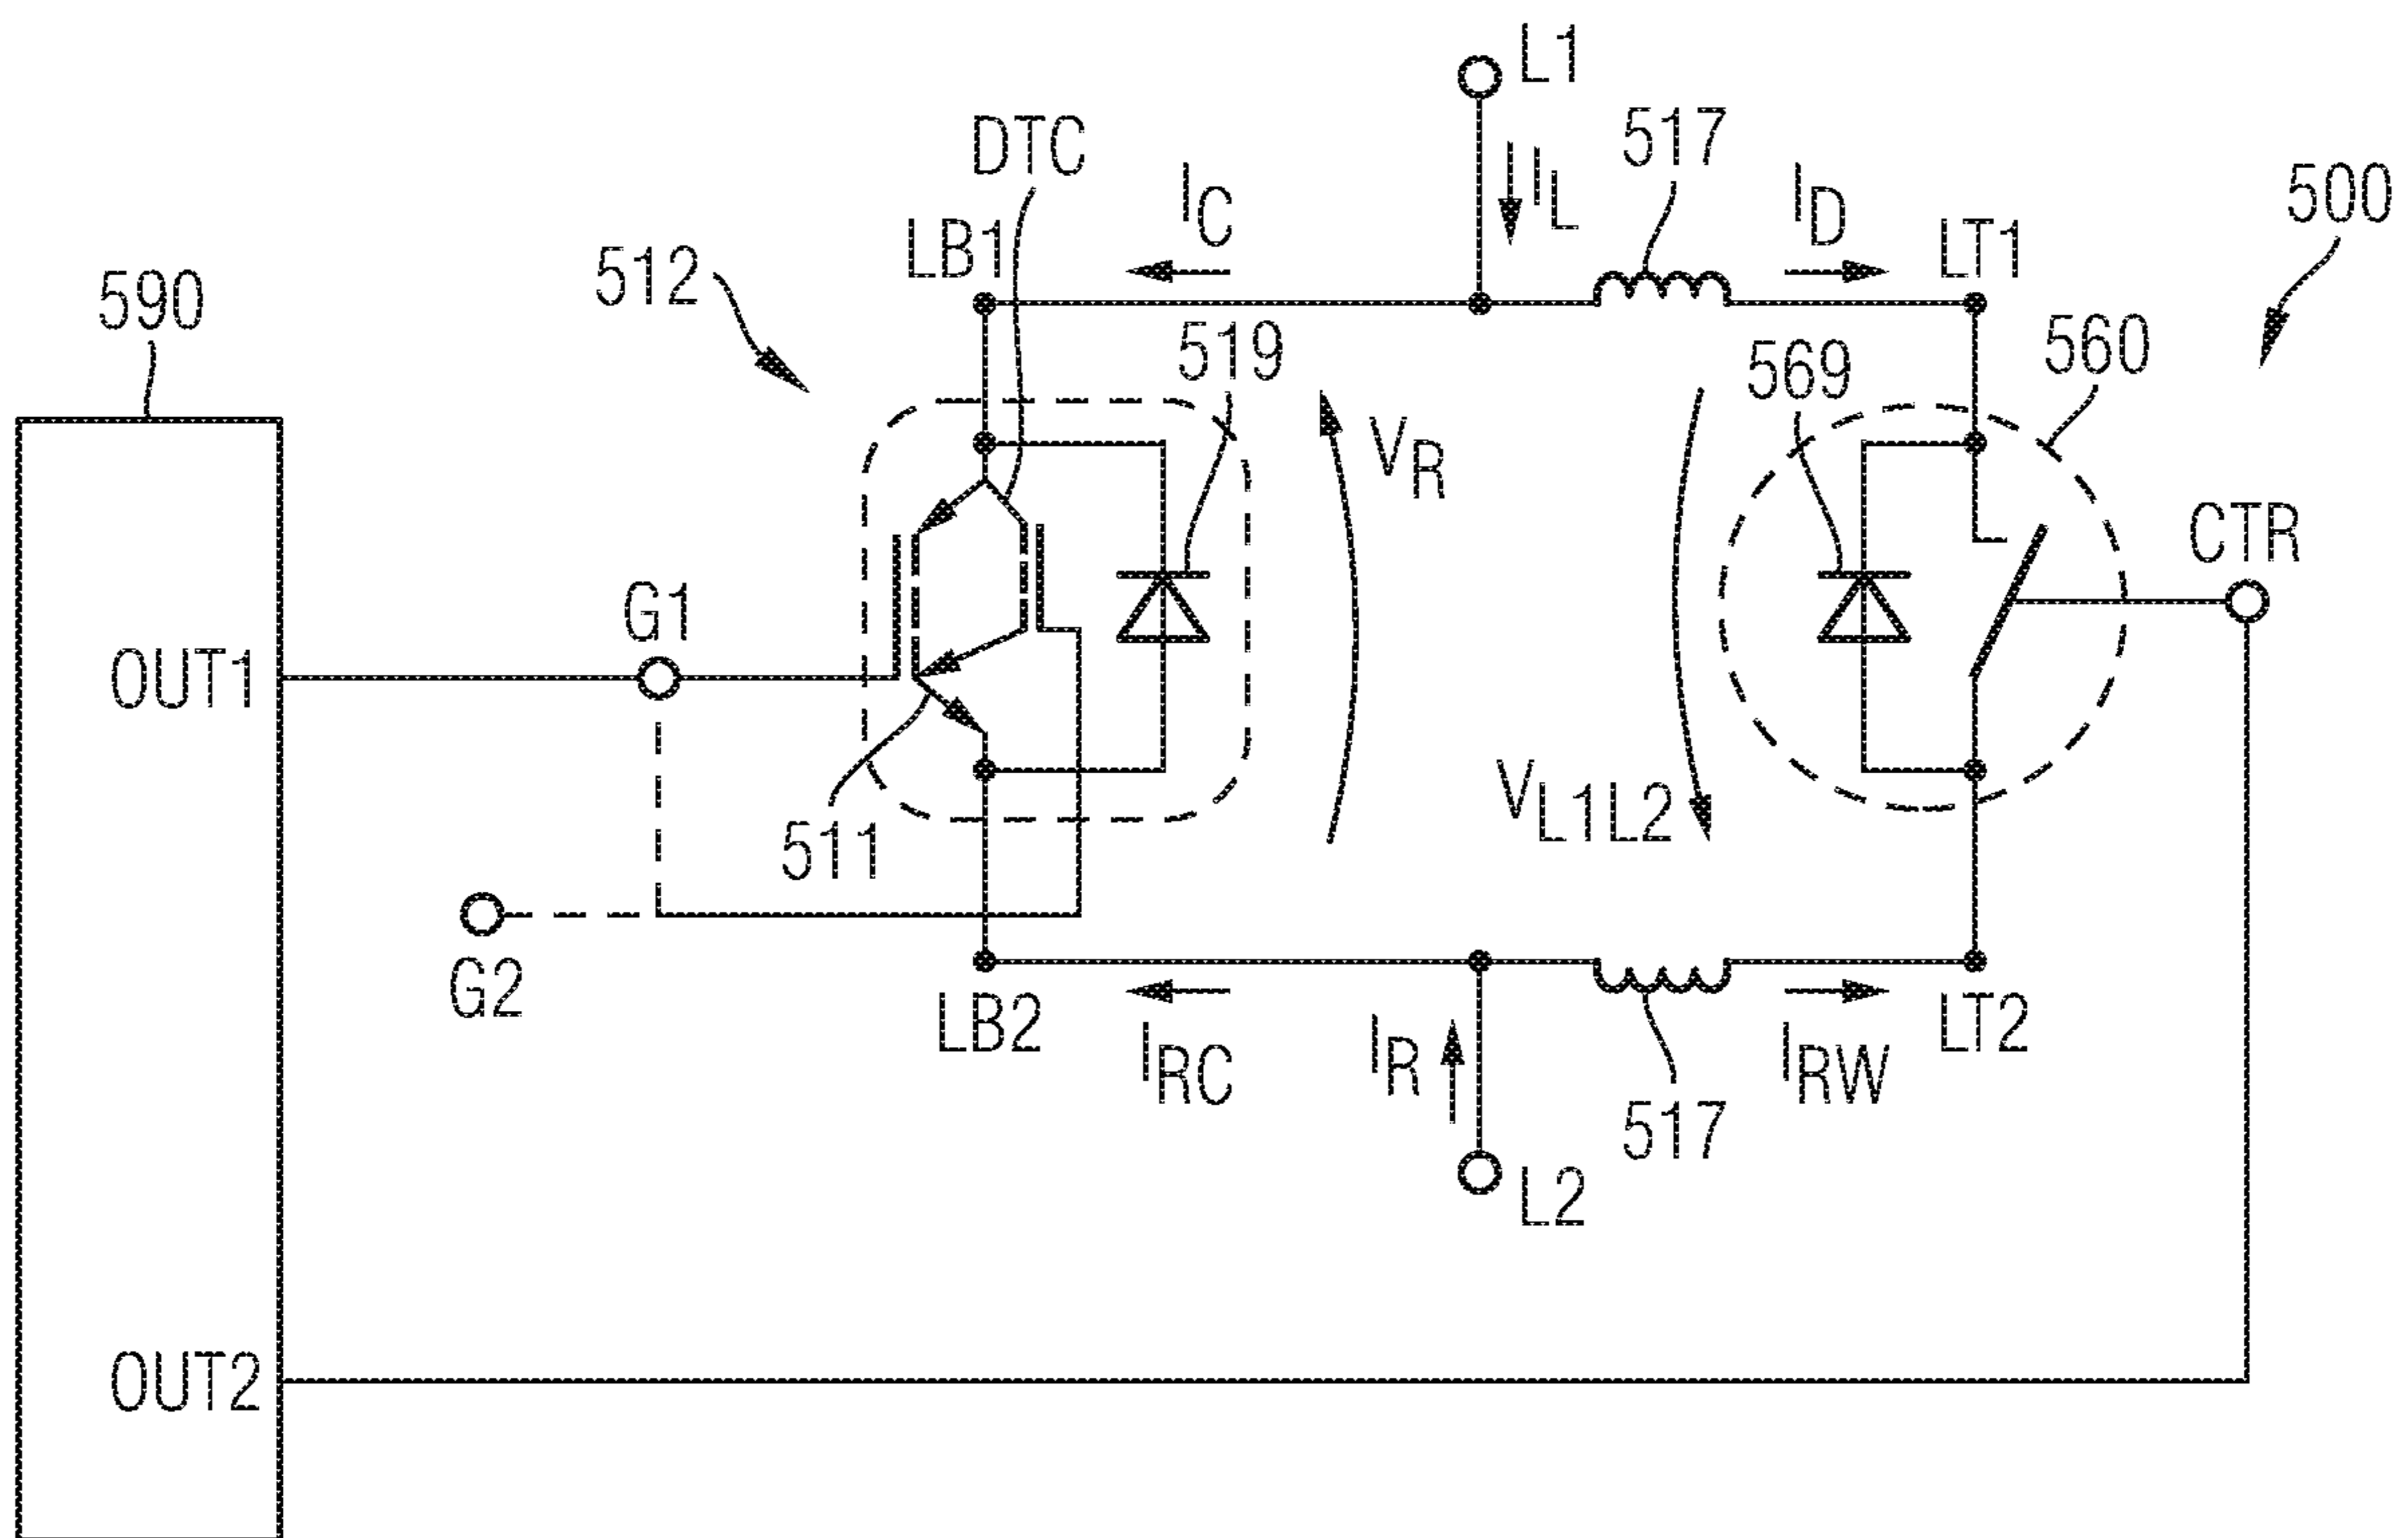 L1
517
DTC
I_C
I_L
I_D
500
LB1
LT1
512
590
519
569
560
V_R
CTR
G1
OUT1
V_L1L2
511
G2
LB2
I_RC
I_R
I_RW
LT2
517
L2
OUT2